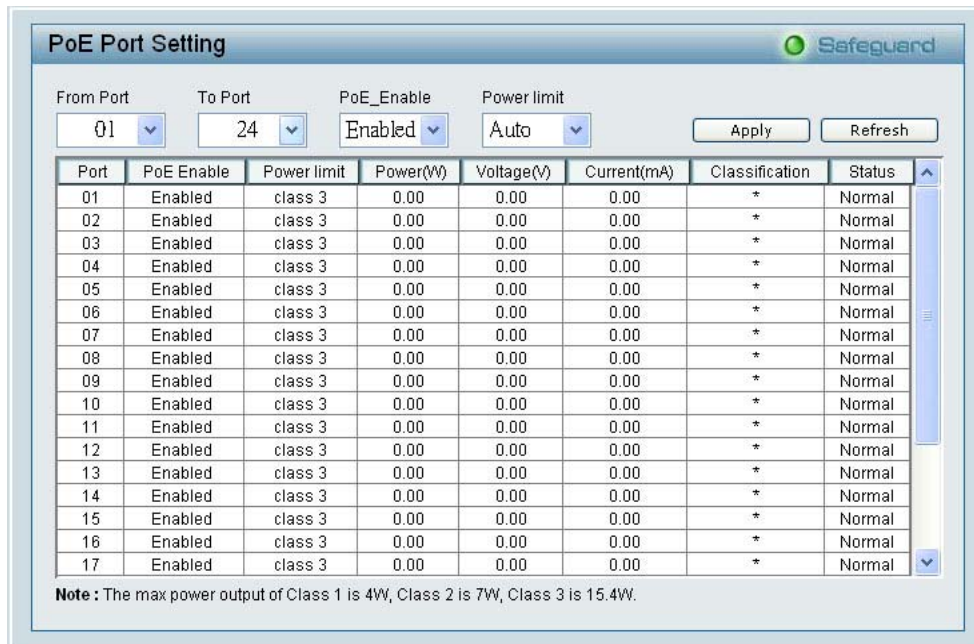 PoE Port Setting
Safeguard
From Port To Port PoE_Enable Power limit
01 24 Enabled Auto Apply Refresh
Port PoE Enable Power limit Power(W) Voltage(V) Current(mA) Classification Status
01 Enabled class 3 0.00 0.00 0.00 * Normal
02 Enabled class 3 0.00 0.00 0.00 * Normal
03 Enabled class 3 0.00 0.00 0.00 * Normal
04 Enabled class 3 0.00 0.00 0.00 * Normal
05 Enabled class 3 0.00 0.00 0.00 * Normal
06 Enabled class 3 0.00 0.00 0.00 * Normal
07 Enabled class 3 0.00 0.00 0.00 * Normal
08 Enabled class 3 0.00 0.00 0.00 * Normal
09 Enabled class 3 0.00 0.00 0.00 * Normal
10 Enabled class 3 0.00 0.00 0.00 * Normal
11 Enabled class 3 0.00 0.00 0.00 * Normal
12 Enabled class 3 0.00 0.00 0.00 * Normal
13 Enabled class 3 0.00 0.00 0.00 * Normal
14 Enabled class 3 0.00 0.00 0.00 * Normal
15 Enabled class 3 0.00 0.00 0.00 * Normal
16 Enabled class 3 0.00 0.00 0.00 * Normal
17 Enabled class 3 0.00 0.00 0.00 * Normal
Note : The max power output of Class 1 is 4W, Class 2 is 7W, Class 3 is 15.4W.